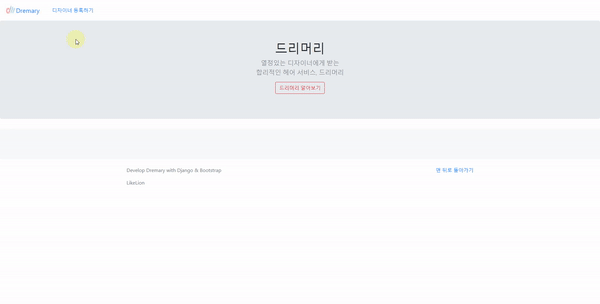 Dremary 디자이너 등록하기
드리머리
열정있는 디자이너에게 받는
합리적인 헤어 서비스, 드리머리
드리머리 알아보기
Develop Dremary with Django & Bootstrap 맨 뒤로 돌아가기
LikeLion